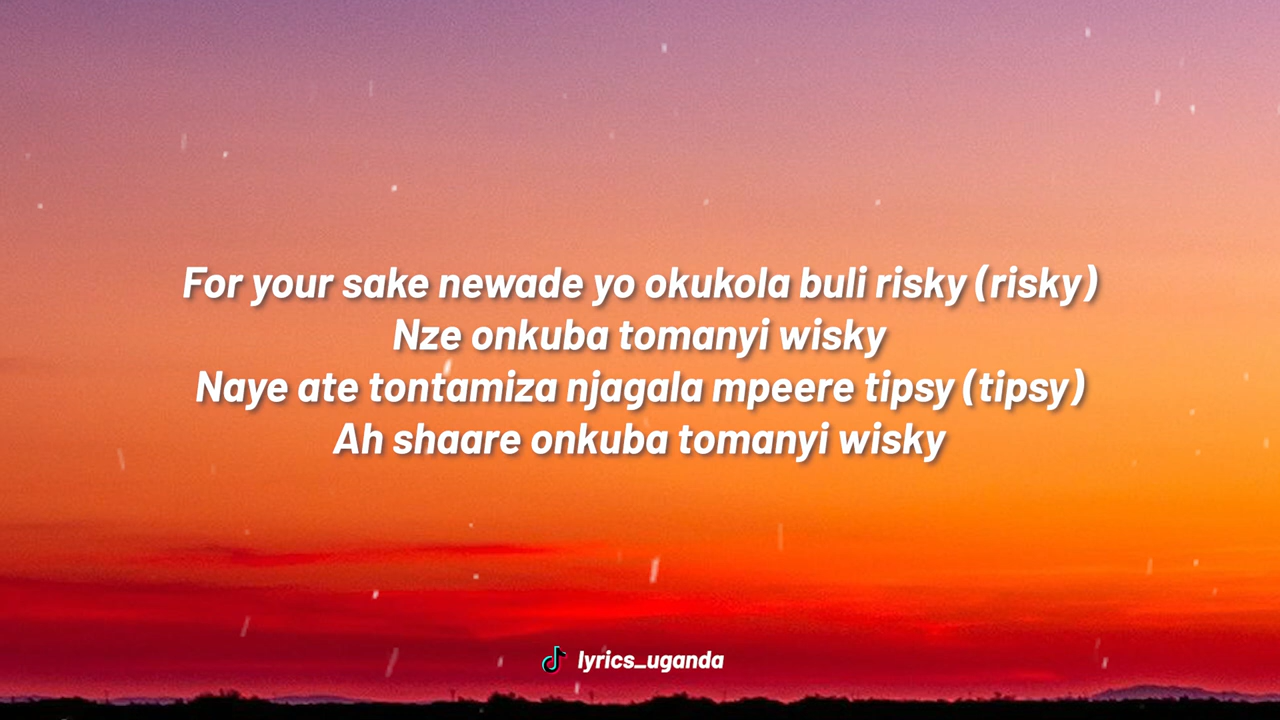 For your sake newade yo okukola buli risky (risky)
Nze onkuba tomanyi wisky
Naye ate tontamiza njagala mpeere tipsy (tipsy)
Ah shaare onkuba tomanyi wisky
lyrics_uganda